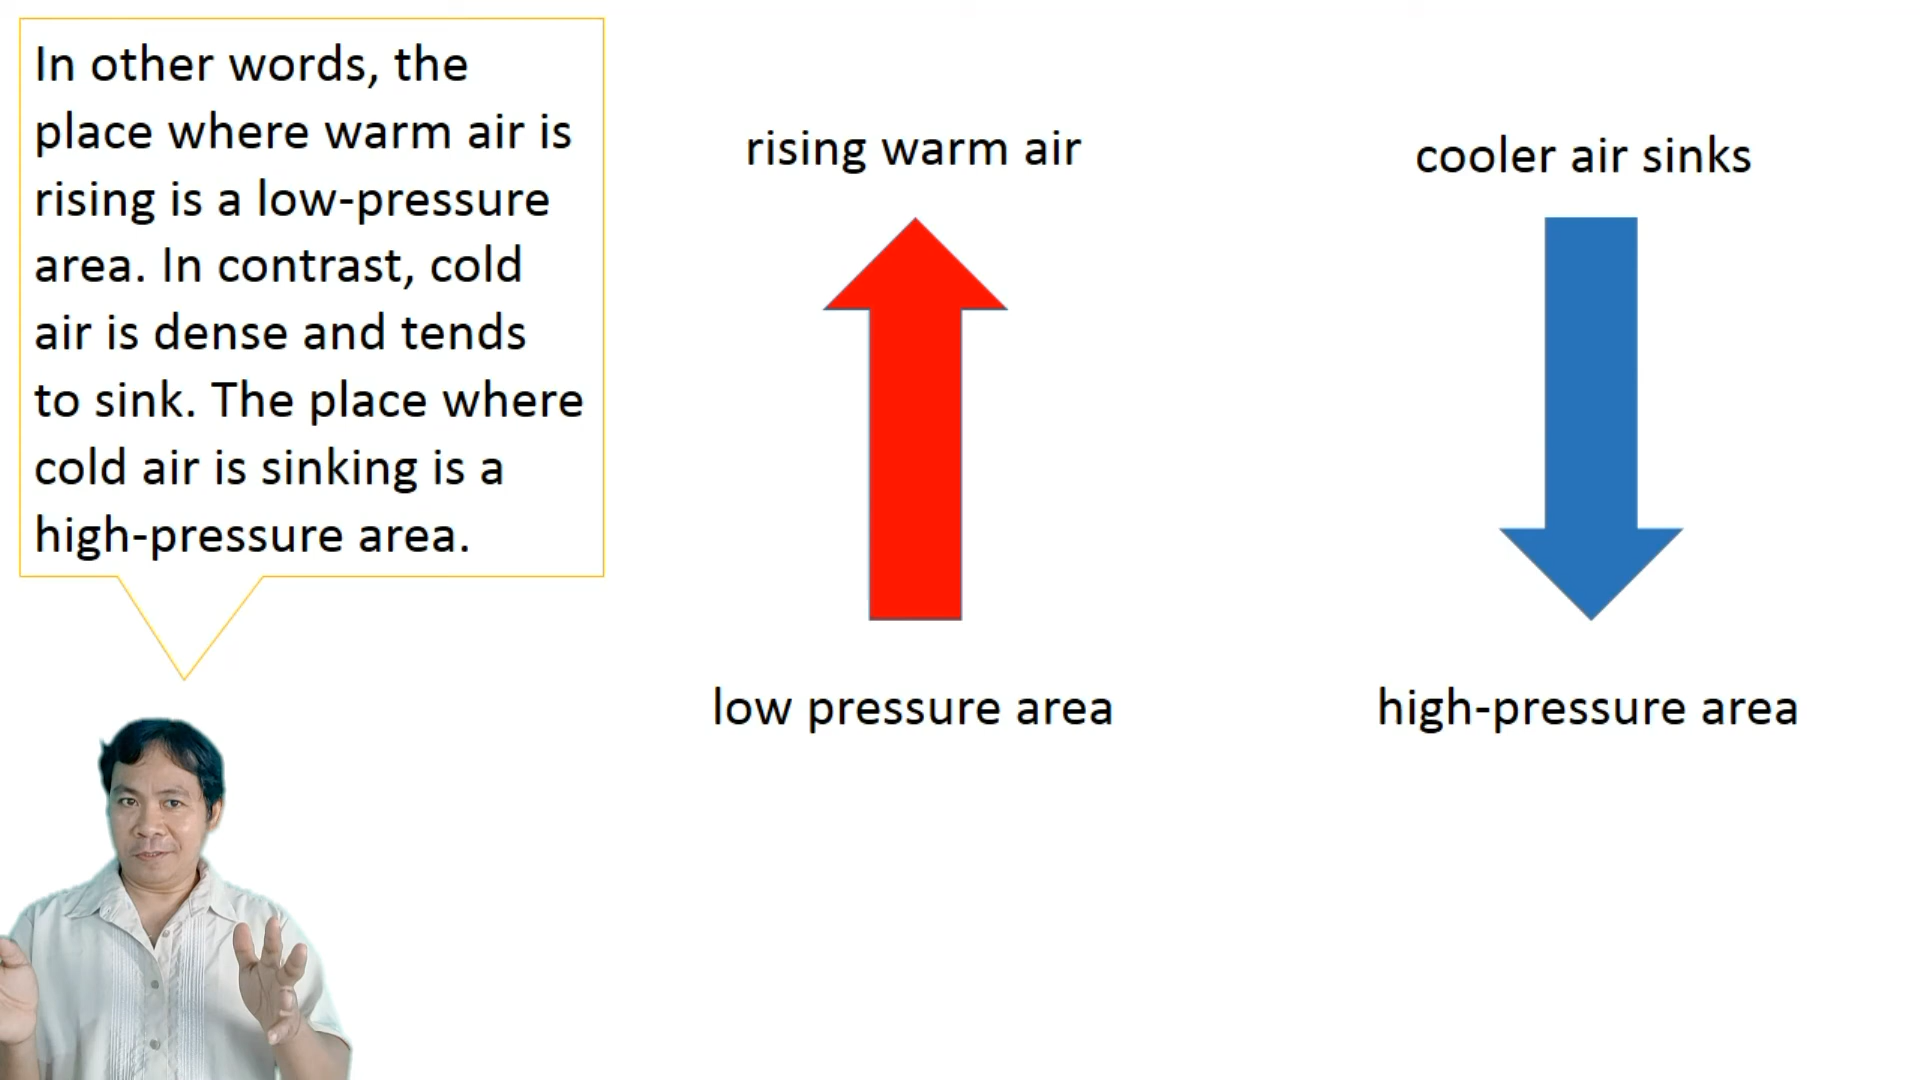 In other words, the
place where warm air is
rising is a low-pressure
area. In contrast, cold
air is dense and tends
to sink. The place where
cold air is sinking is a
high-pressure area.
rising warm air
cooler air sinks
low pressure area
high-pressure area